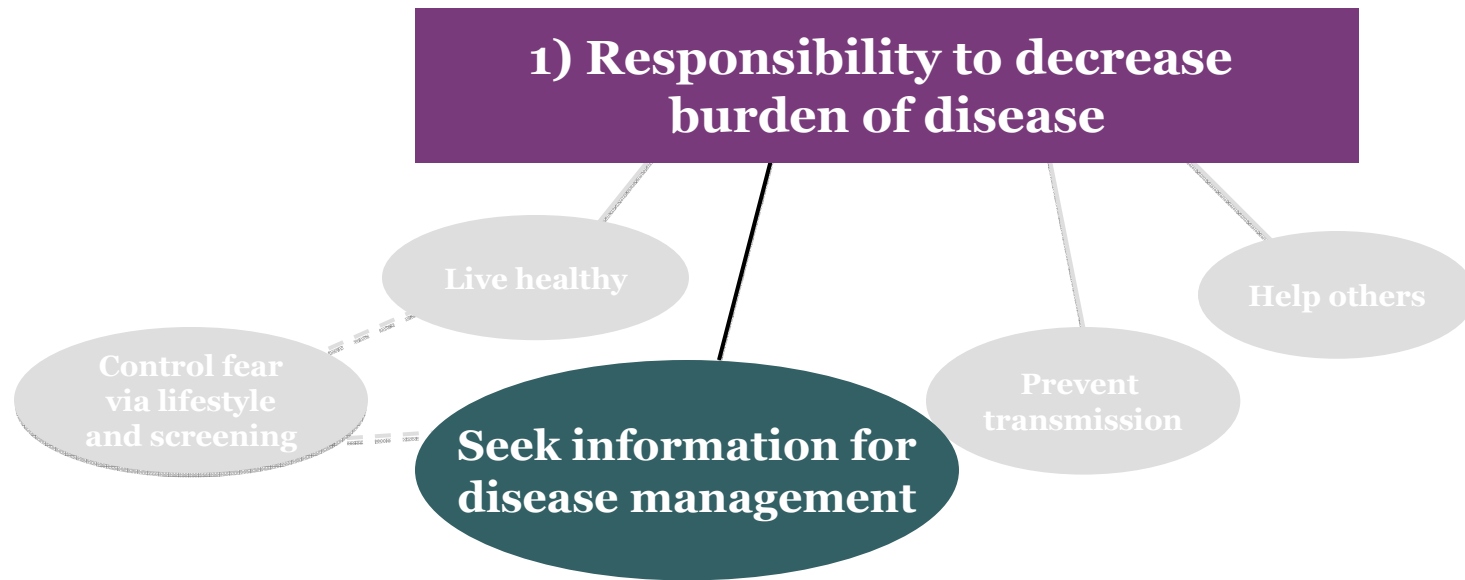 1) Responsibility to decrease
burden of disease
Live healthy
Help others
Control fear
via lifestyle
and screening
Prevent
transmission
Seek information for
disease management